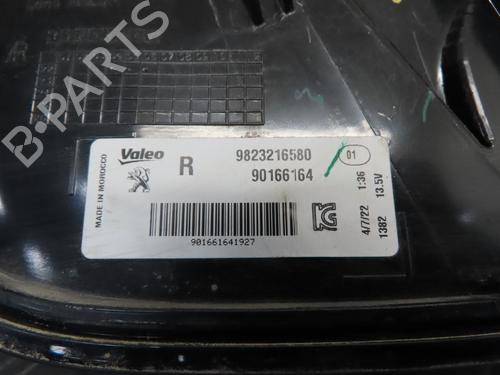 R
Valeo
R
9823216580
90166164
01
MADE IN MOROCCO
901661641927
1:36
13.5V
4/7/22
1382
B-PARTS